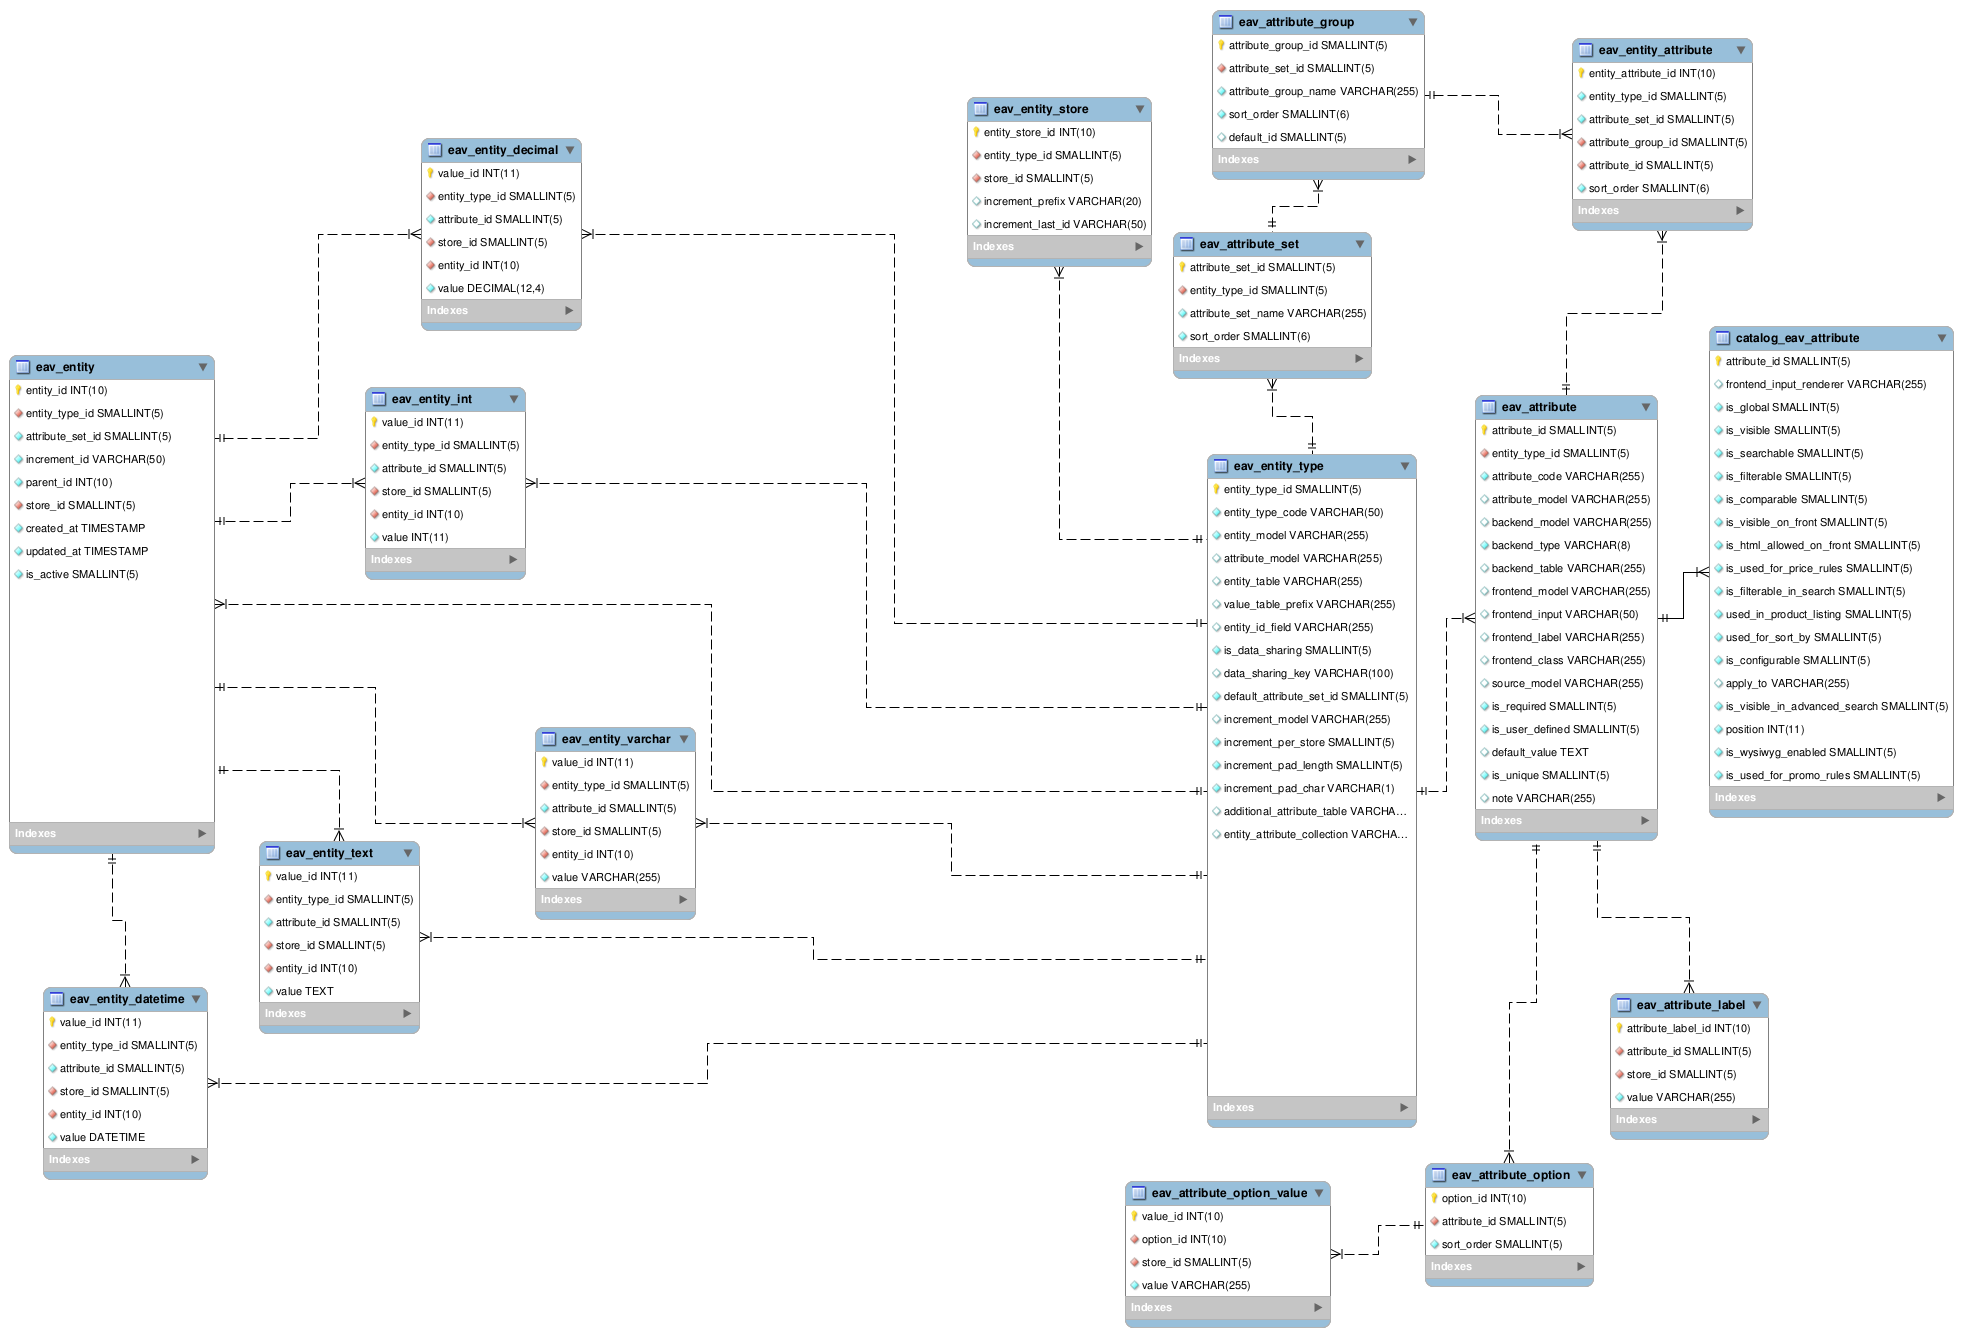 eav_attribute_group
attribute_group_id SMALLINT(5)
attribute_set_id SMALLINT(5)
attribute_group_name VARCHAR(255)
sort_order SMALLINT(6)
default_id SMALLINT(5)
Indexes
eav_entity_attribute
entity_attribute_id INT(10)
entity_type_id SMALLINT(5)
attribute_set_id SMALLINT(5)
attribute_group_id SMALLINT(5)
attribute_id SMALLINT(5)
sort_order SMALLINT(6)
Indexes
eav_entity_store
entity_store_id INT(10)
entity_type_id SMALLINT(5)
store_id SMALLINT(5)
increment_prefix VARCHAR(20)
increment_last_id VARCHAR(50)
Indexes
eav_entity_decimal
value_id INT(11)
entity_type_id SMALLINT(5)
attribute_id SMALLINT(5)
store_id SMALLINT(5)
entity_id INT(10)
value DECIMAL(12,4)
Indexes
eav_attribute_set
attribute_set_id SMALLINT(5)
entity_type_id SMALLINT(5)
attribute_set_name VARCHAR(255)
sort_order SMALLINT(6)
Indexes
catalog_eav_attribute
attribute_id SMALLINT(5)
frontend_input_renderer VARCHAR(255)
is_global SMALLINT(5)
is_visible SMALLINT(5)
is_searchable SMALLINT(5)
is_filterable SMALLINT(5)
is_comparable SMALLINT(5)
is_visible_on_front SMALLINT(5)
is_html_allowed_on_front SMALLINT(5)
is_used_for_price_rules SMALLINT(5)
is_filterable_in_search SMALLINT(5)
used_in_product_listing SMALLINT(5)
used_for_sort_by SMALLINT(5)
is_configurable SMALLINT(5)
apply_to VARCHAR(255)
is_visible_in_advanced_search SMALLINT(5)
position INT(11)
is_wysiwyg_enabled SMALLINT(5)
is_used_for_promo_rules SMALLINT(5)
Indexes
eav_entity
entity_id INT(10)
entity_type_id SMALLINT(5)
attribute_set_id SMALLINT(5)
increment_id VARCHAR(50)
parent_id INT(10)
store_id SMALLINT(5)
created_at TIMESTAMP
updated_at TIMESTAMP
is_active SMALLINT(5)
Indexes
eav_entity_int
value_id INT(11)
entity_type_id SMALLINT(5)
attribute_id SMALLINT(5)
store_id SMALLINT(5)
entity_id INT(10)
value INT(11)
Indexes
eav_attribute
attribute_id SMALLINT(5)
entity_type_id SMALLINT(5)
attribute_code VARCHAR(255)
attribute_model VARCHAR(255)
backend_model VARCHAR(255)
backend_type VARCHAR(8)
backend_table VARCHAR(255)
frontend_model VARCHAR(255)
frontend_input VARCHAR(50)
frontend_label VARCHAR(255)
frontend_class VARCHAR(255)
source_model VARCHAR(255)
is_required SMALLINT(5)
is_user_defined SMALLINT(5)
default_value TEXT
is_unique SMALLINT(5)
note VARCHAR(255)
Indexes
eav_entity_type
entity_type_id SMALLINT(5)
entity_type_code VARCHAR(50)
entity_model VARCHAR(255)
attribute_model VARCHAR(255)
entity_table VARCHAR(255)
value_table_prefix VARCHAR(255)
entity_id_field VARCHAR(255)
is_data_sharing SMALLINT(5)
data_sharing_key VARCHAR(100)
default_attribute_set_id SMALLINT(5)
increment_model VARCHAR(255)
increment_per_store SMALLINT(5)
increment_pad_length SMALLINT(5)
increment_pad_char VARCHAR(1)
additional_attribute_table VARCHA...
entity_attribute_collection VARCHA...
Indexes
eav_entity_varchar
value_id INT(11)
entity_type_id SMALLINT(5)
attribute_id SMALLINT(5)
store_id SMALLINT(5)
entity_id INT(10)
value VARCHAR(255)
Indexes
eav_entity_text
value_id INT(11)
entity_type_id SMALLINT(5)
attribute_id SMALLINT(5)
store_id SMALLINT(5)
entity_id INT(10)
value TEXT
Indexes
eav_entity_datetime
value_id INT(11)
entity_type_id SMALLINT(5)
attribute_id SMALLINT(5)
store_id SMALLINT(5)
entity_id INT(10)
value DATETIME
Indexes
eav_attribute_label
attribute_label_id INT(10)
attribute_id SMALLINT(5)
store_id SMALLINT(5)
value VARCHAR(255)
Indexes
eav_attribute_option
option_id INT(10)
attribute_id SMALLINT(5)
sort_order SMALLINT(5)
Indexes
eav_attribute_option_value
value_id INT(10)
option_id INT(10)
store_id SMALLINT(5)
value VARCHAR(255)
Indexes